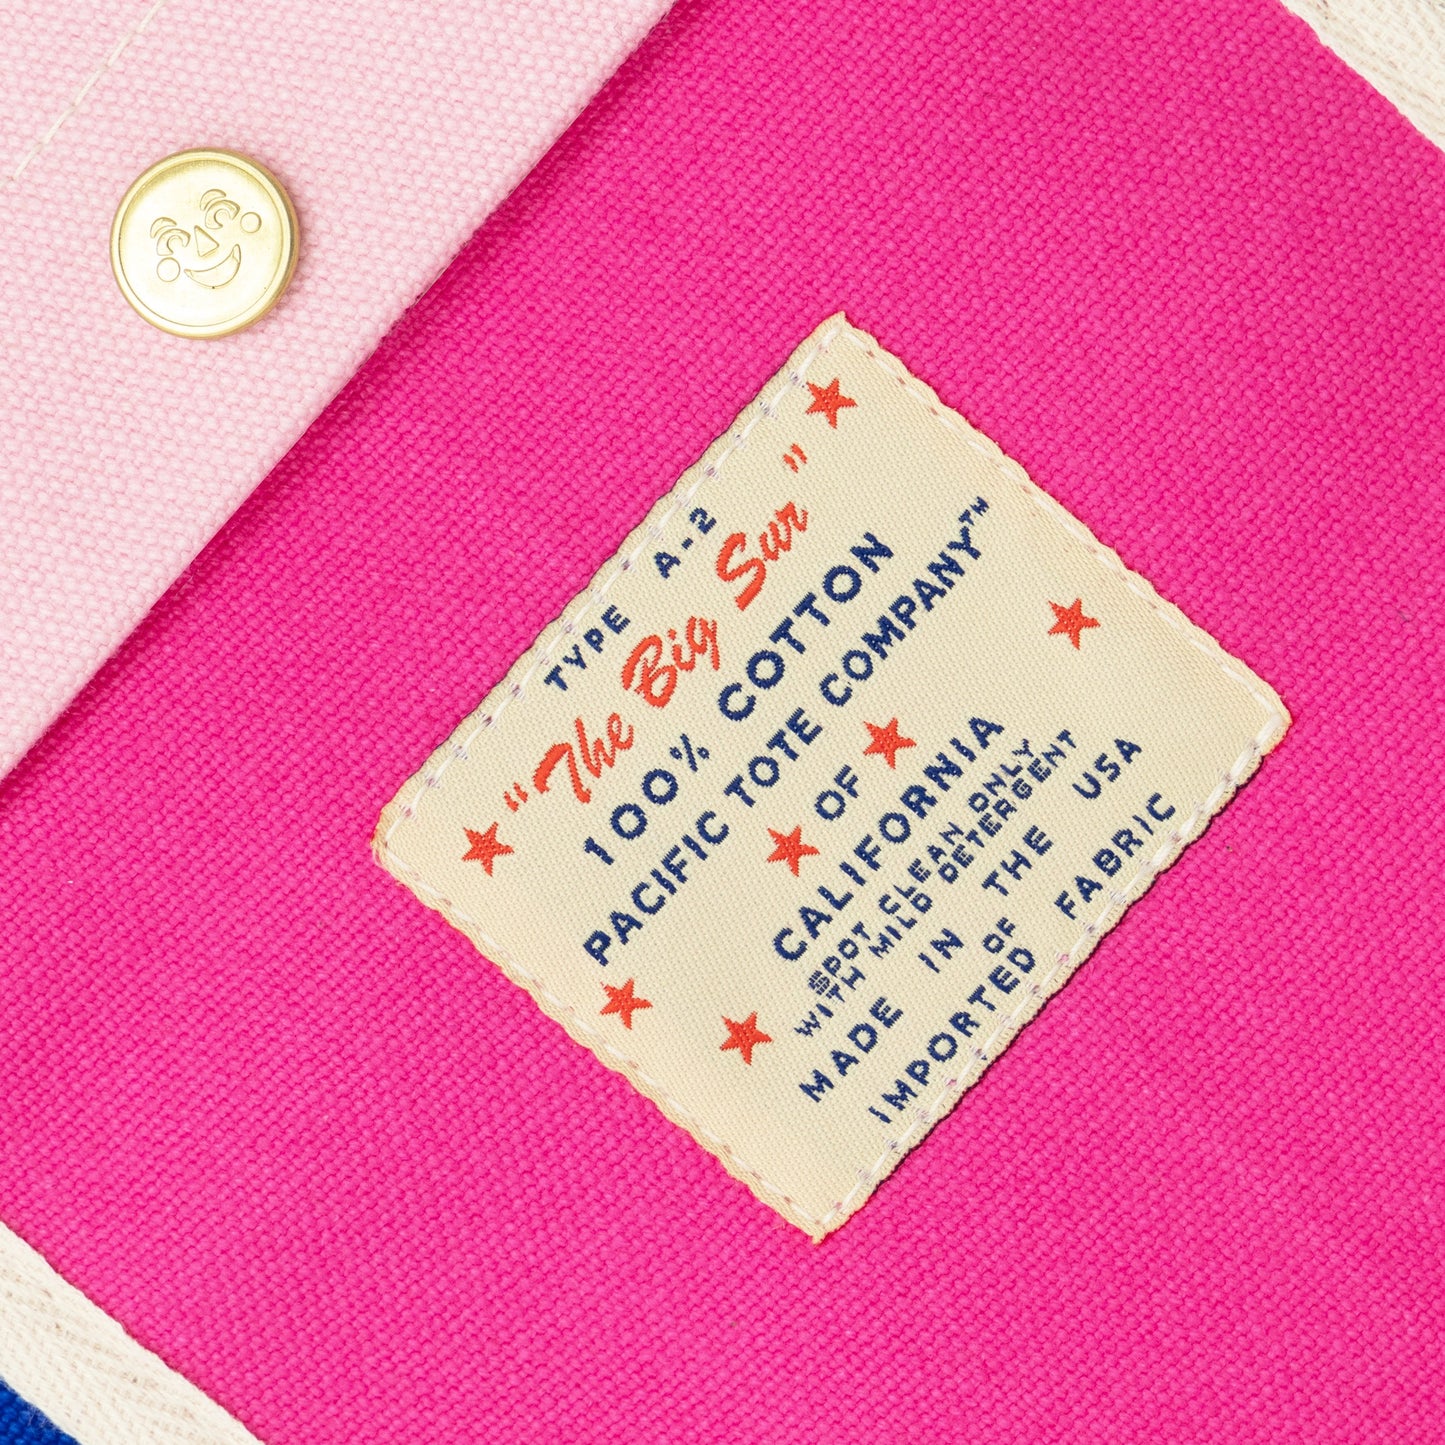 TYPE A-2
"The Big Sur"
100% COTTON
PACIFIC TOTE COMPANY™
OF
CALIFORNIA
SPOT CLEAN ONLY
WITH MILD DETERGENT
MADE IN THE USA
OF
IMPORTED FABRIC